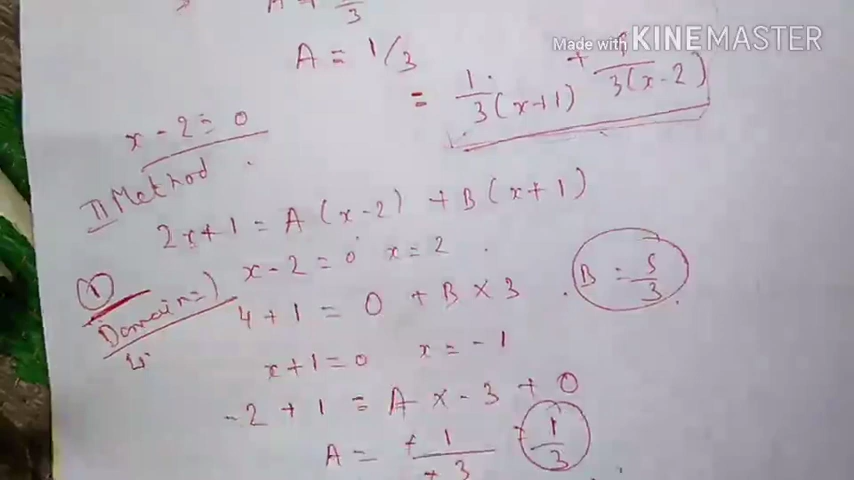 A = 1/3
Made with KINEMASTER
= 1/3(x+1) + /3(x-2)
x-2=0
II Method
2x+1 = A(x-2) + B(x+1)
x-2=0 x=2
1 Domain=)
4+1 = 0 + B×3 B = 5/3
x+1=0 x=-1
-2+1 = A×-3 + 0
A = +1/+3 +1/3